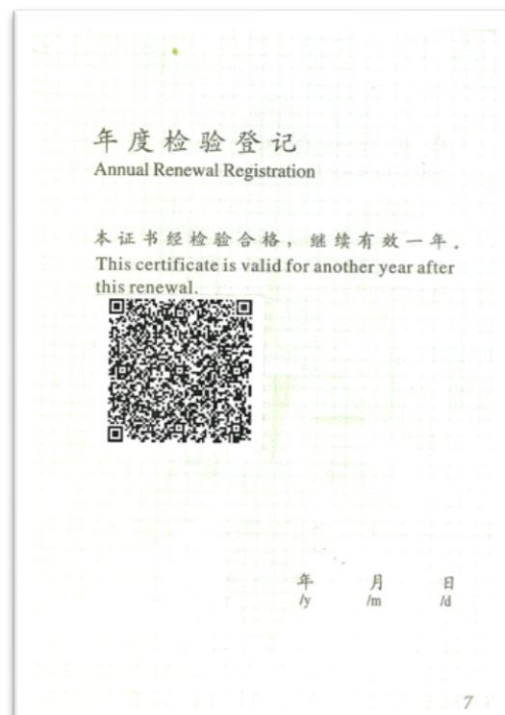 年度检验登记
Annual Renewal Registration
本证书经检验合格，继续有效一年。
This certificate is valid for another year after
this renewal.
年 月 日
/y /m /d
7